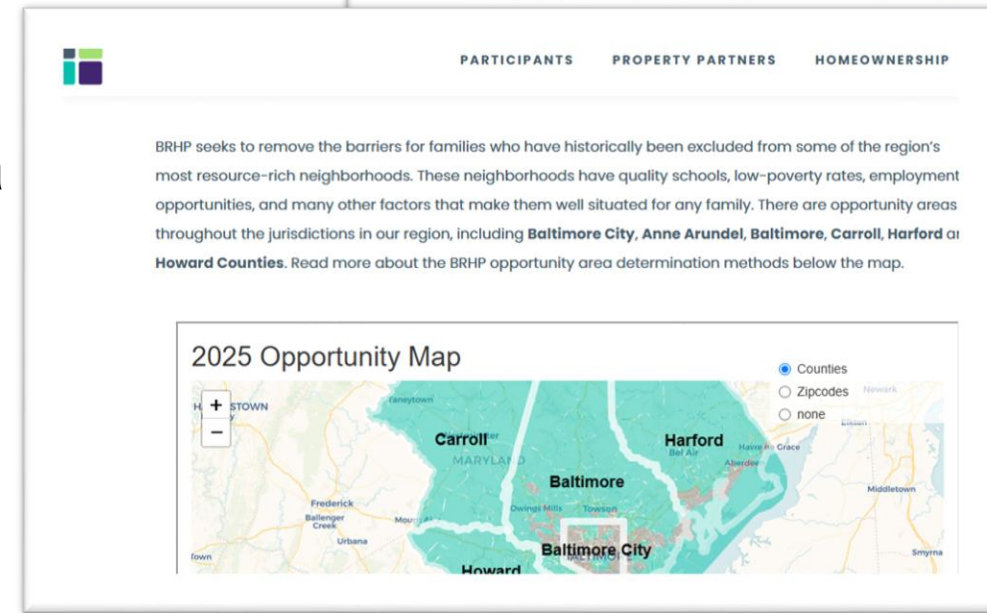 PARTICIPANTS PROPERTY PARTNERS HOMEOWNERSHIP
BRHP seeks to remove the barriers for families who have historically been excluded from some of the region's
most resource-rich neighborhoods. These neighborhoods have quality schools, low-poverty rates, employment
opportunities, and many other factors that make them well situated for any family. There are opportunity areas
throughout the jurisdictions in our region, including Baltimore City, Anne Arundel, Baltimore, Carroll, Harford
Howard Counties. Read more about the BRHP opportunity area determination methods below the map.
2025 Opportunity Map
Counties
Zipcodes
none
+
−
STOWN
Taneytown
Newark
Elkton
Carroll
MARYLAND
Harford
Bel Air
Havre de Grace
Aberdeen
Baltimore
Middletown
Frederick
Ballenger
Creek
Owings Mills Towson
Urbana
Baltimore City
Smyrna
Howard